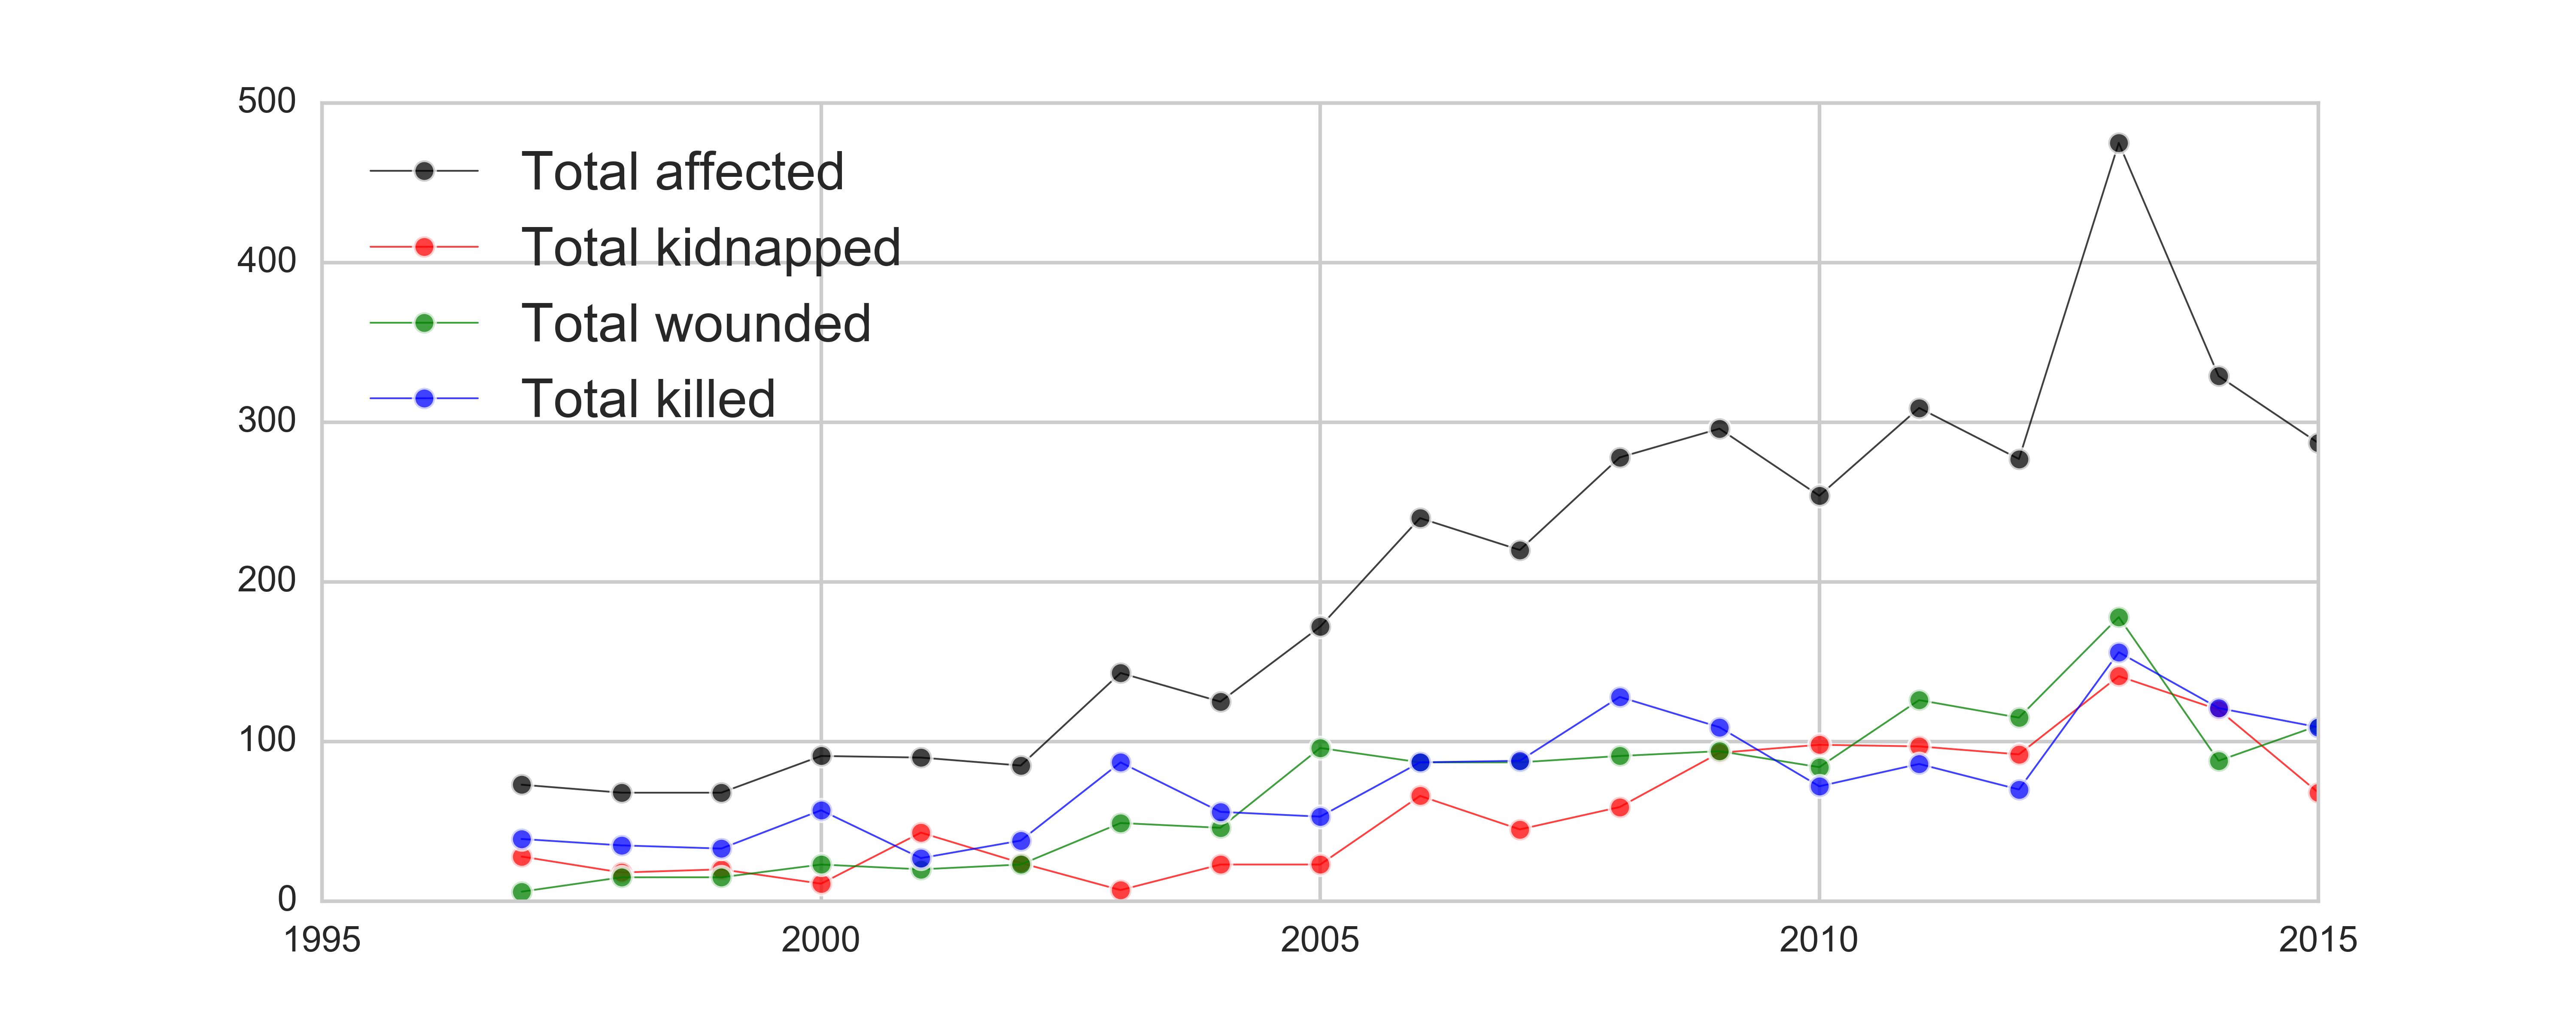 500
400
300
200
100
0
Total affected
Total kidnapped
Total wounded
Total killed
1995 2000 2005 2010 2015